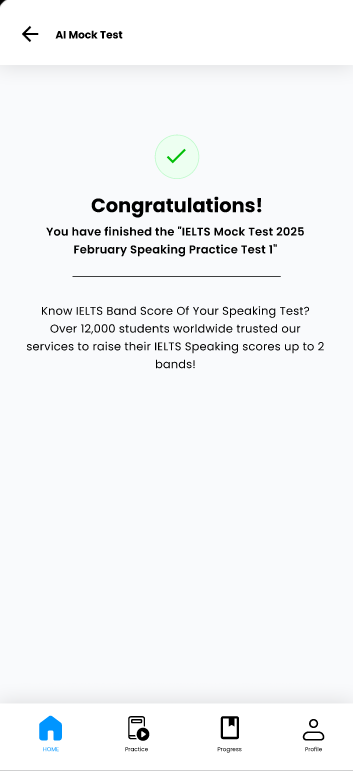 AI Mock Test
Congratulations!
You have finished the "IELTS Mock Test 2025
February Speaking Practice Test 1"
Know IELTS Band Score Of Your Speaking Test?
Over 12,000 students worldwide trusted our
services to raise their IELTS Speaking scores up to 2
bands!
HOME
Practice
Progress
Profile